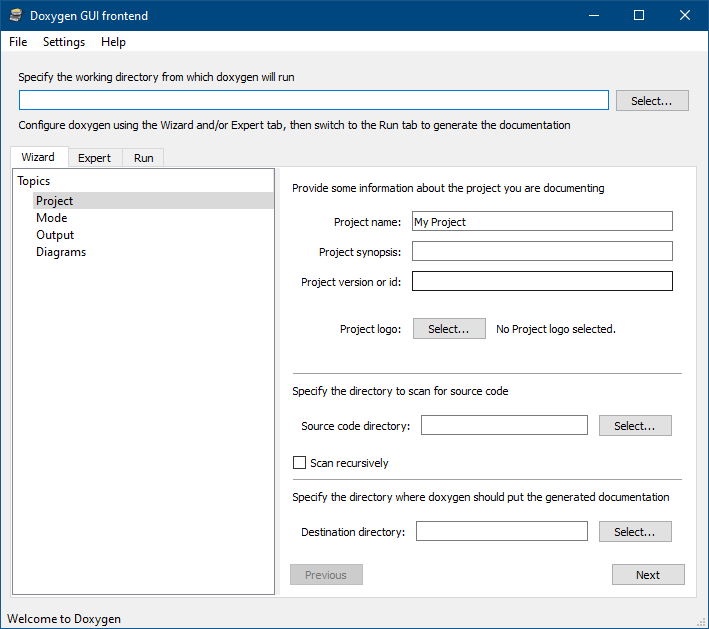 Doxygen GUI frontend
File Settings Help
Specify the working directory from which doxygen will run
Select...
Configure doxygen using the Wizard and/or Expert tab, then switch to the Run tab to generate the documentation
Wizard Expert Run
Topics
Project
Mode
Output
Diagrams
Provide some information about the project you are documenting
Project name: My Project
Project synopsis:
Project version or id:
Project logo: Select... No Project logo selected.
Specify the directory to scan for source code
Source code directory: Select...
Scan recursively
Specify the directory where doxygen should put the generated documentation
Destination directory: Select...
Previous Next
Welcome to Doxygen